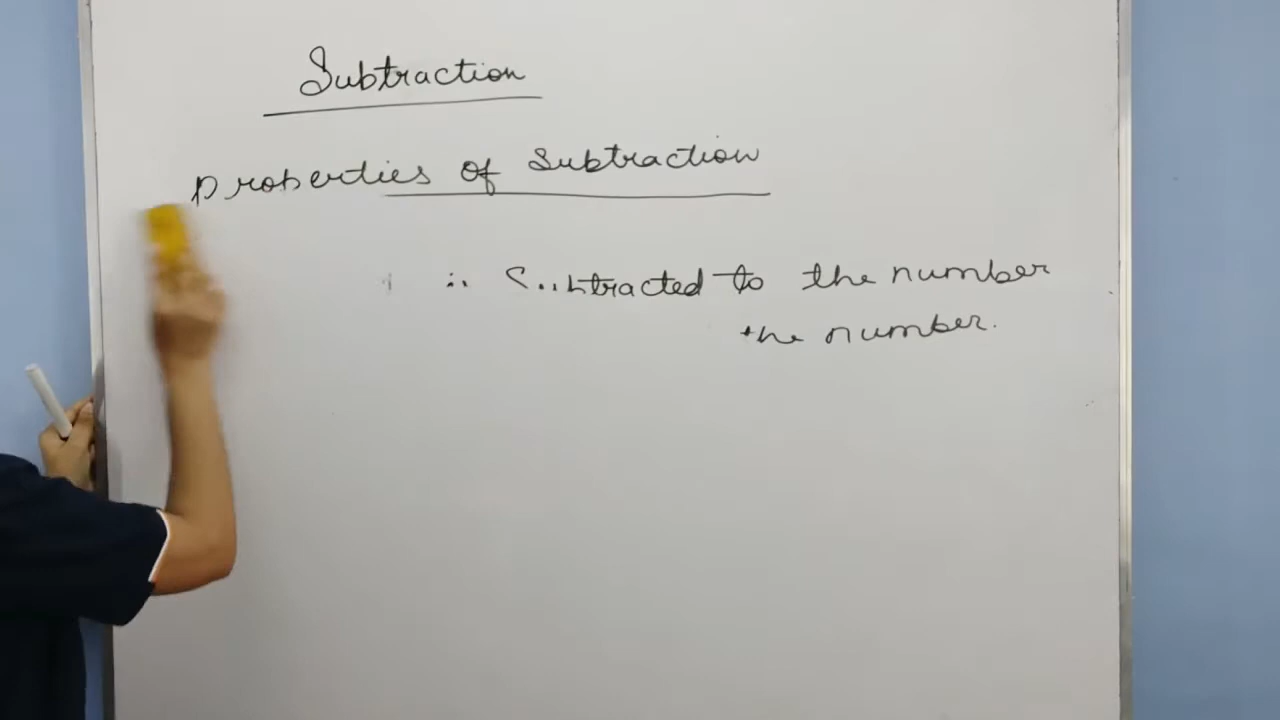 Subtraction
Properties of Subtraction
Subtracted to the number
the number.